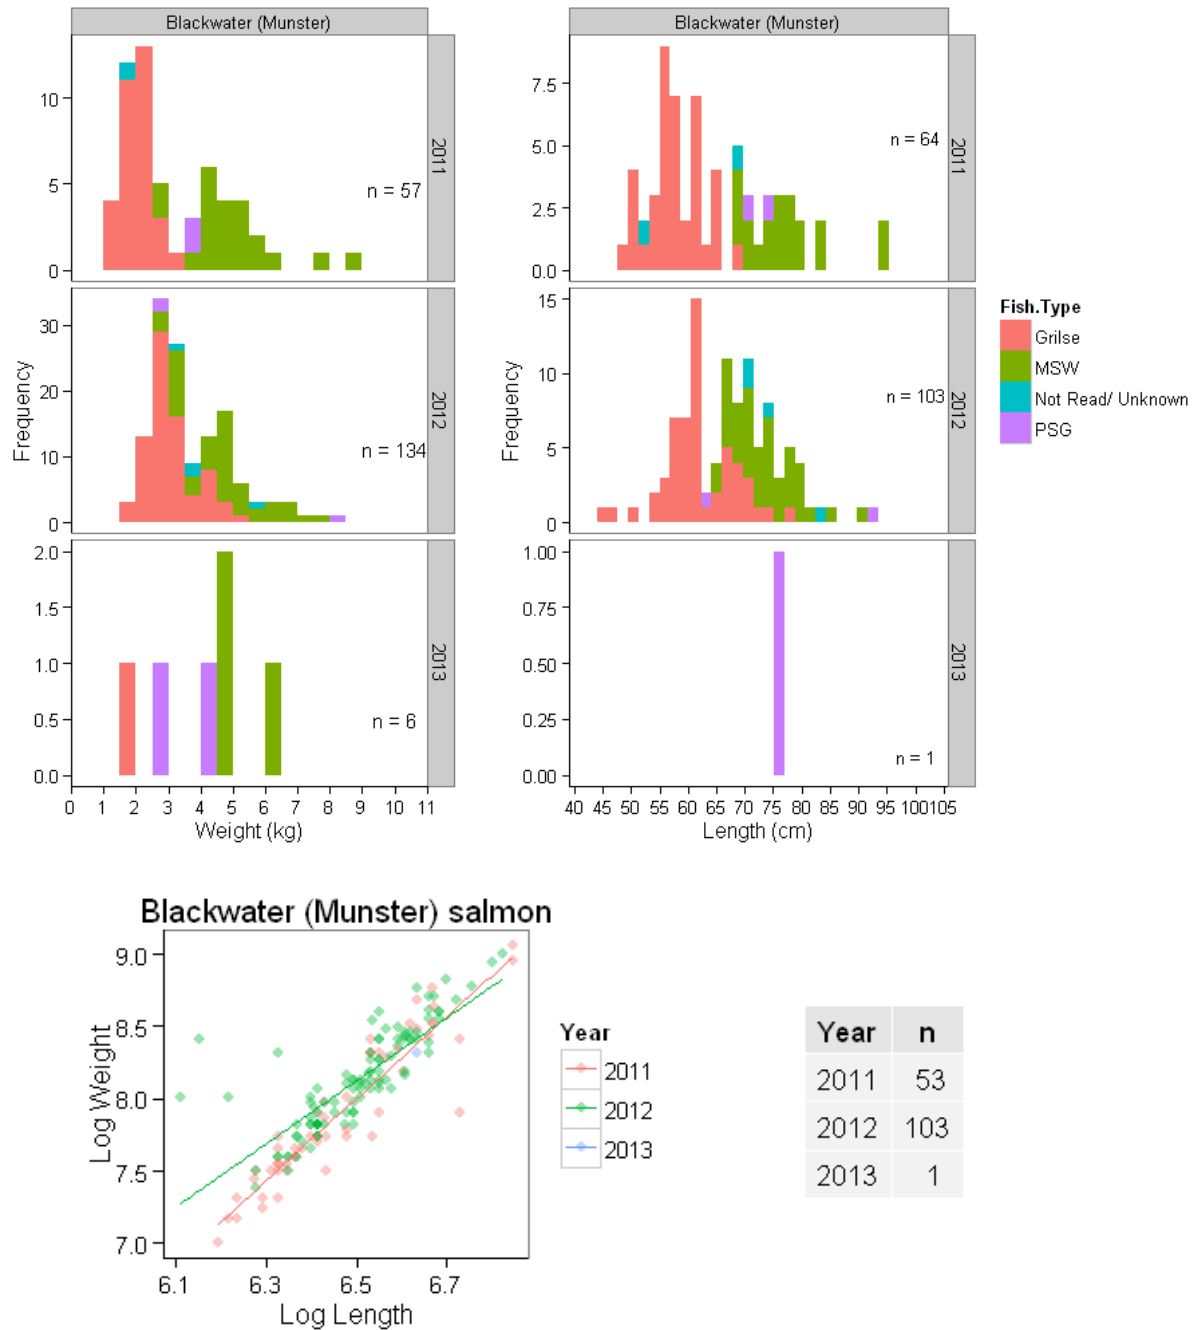 Blackwater (Munster)
10
5
0
n = 57
2011
Frequency
30
20
10
0
n = 134
2012
2.0
1.5
1.0
0.5
0.0
n = 6
2013
0 1 2 3 4 5 6 7 8 9 10 11
Weight (kg)
Blackwater (Munster)
7.5
5.0
2.5
0.0
n = 64
2011
Frequency
15
10
5
0
n = 103
2012
1.00
0.75
0.50
0.25
0.00
n = 1
2013
40 45 50 55 60 65 70 75 80 85 90 95 100 105
Length (cm)
Fish.Type
Grilse
MSW
Not Read/ Unknown
PSG
Blackwater (Munster) salmon
Log Weight
9.0
8.5
8.0
7.5
7.0
6.1 6.3 6.5 6.7
Log Length
Year
2011
2012
2013
Year n
2011 53
2012 103
2013 1